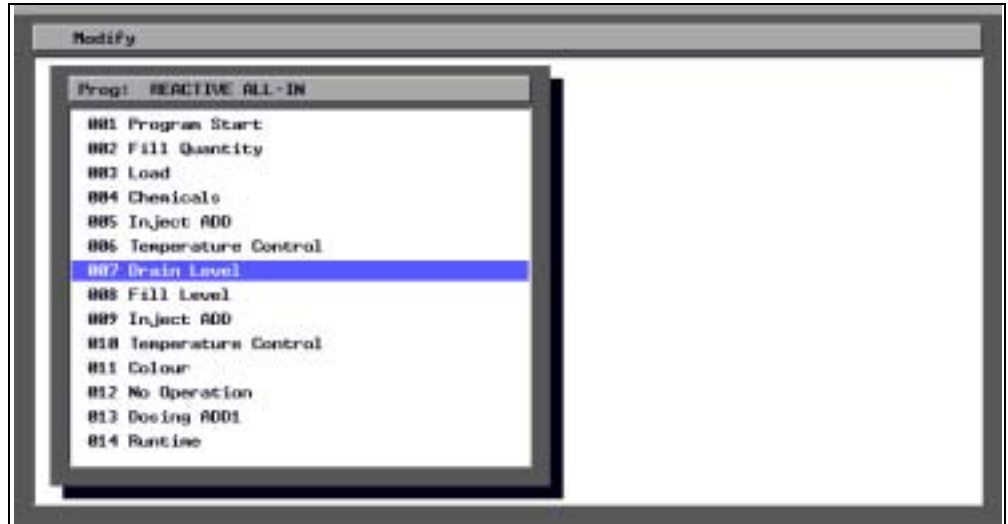 Modify
Prog: REACTIVE ALL-IN
001 Program Start
002 Fill Quantity
003 Load
004 Chemicals
005 Inject ADD
006 Temperature Control
007 Drain Level
008 Fill Level
009 Inject ADD
010 Temperature Control
011 Colour
012 No Operation
013 Dosing ADD1
014 Runtime